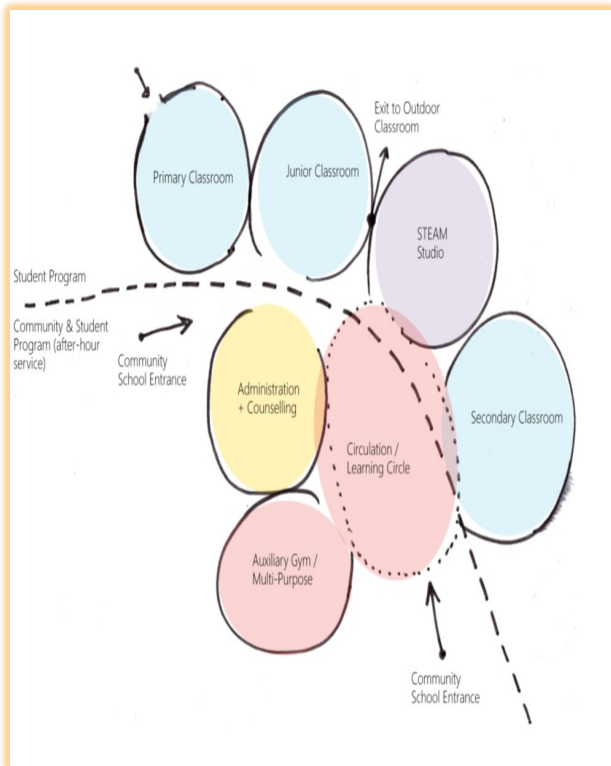 Exit to Outdoor
Classroom
Primary Classroom
Junior Classroom
STEAM
Studio
Student Program
Community & Student
Program (after-hour
service)
Community
School Entrance
Administration
+ Counselling
Circulation /
Learning Circle
Secondary Classroom
Auxiliary Gym /
Multi-Purpose
Community
School Entrance